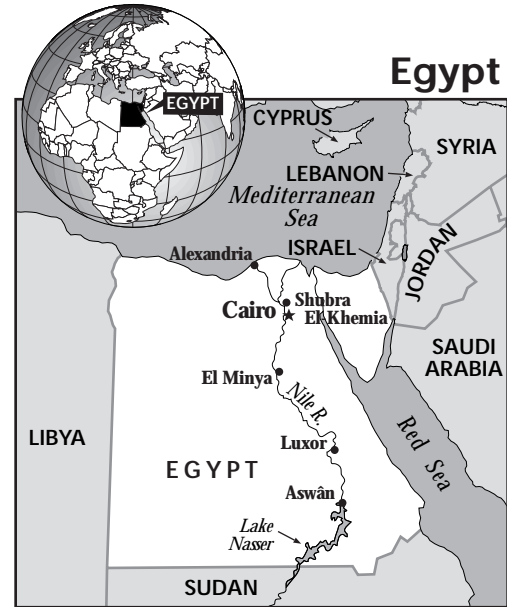 Egypt
EGYPT
CYPRUS
SYRIA
LEBANON
Mediterranean
Sea
ISRAEL
JORDAN
Alexandria
Cairo
Shubra
El-Khemia
SAUDI
ARABIA
El Minya
Nile R.
Red Sea
LIBYA
Luxor
EGYPT
Aswân
Lake
Nasser
SUDAN